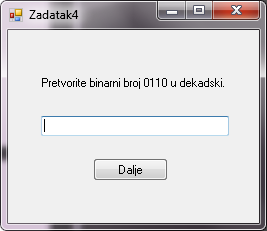 Zadatak4
Pretvorite binarni broj 0110 u dekadski.
Dalje